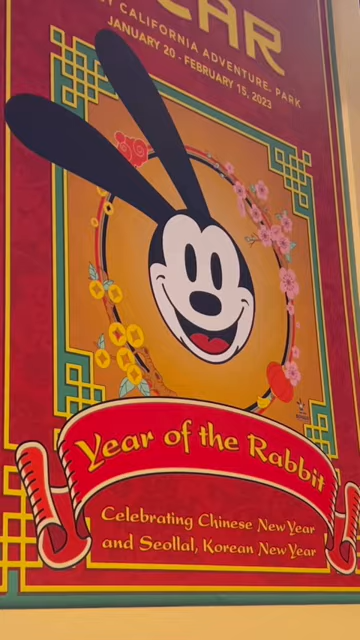 CALIFORNIA ADVENTURE PARK
JANUARY 20 - FEBRUARY 15, 2023
Year of the Rabbit
Celebrating Chinese New Year
and Seollal, Korean New Year